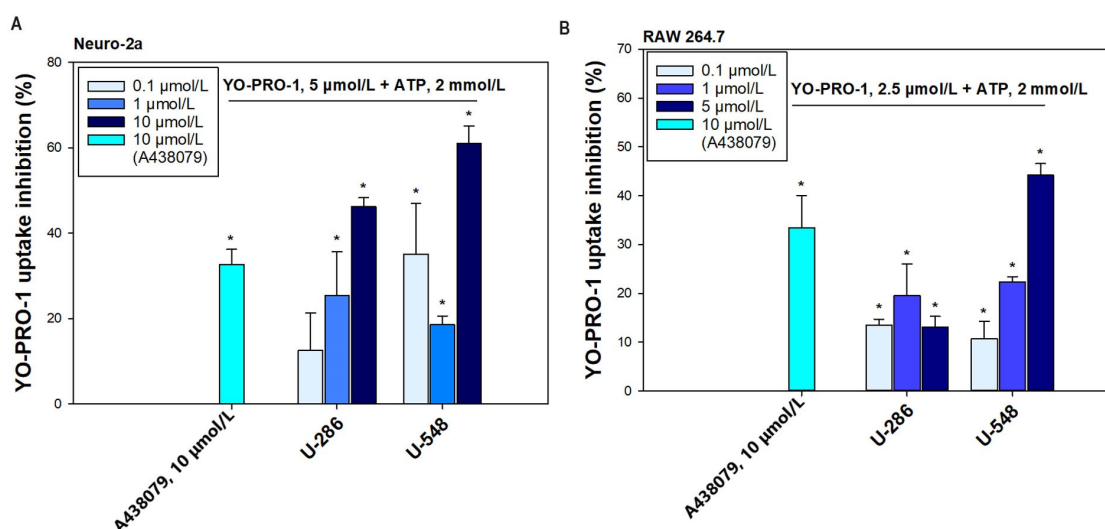 A
Neuro-2a
YO-PRO-1 uptake inhibition (%)
80
60
40
20
0
0.1 µmol/L
1 µmol/L
10 µmol/L
10 µmol/L
(A438079)
YO-PRO-1, 5 µmol/L + ATP, 2 mmol/L
*
*
*
*
*
*
A438079, 10 µmol/L
U-286
U-548
B
RAW 264.7
YO-PRO-1 uptake inhibition (%)
70
60
50
40
30
20
10
0
0.1 µmol/L
1 µmol/L
5 µmol/L
10 µmol/L
(A438079)
YO-PRO-1, 2.5 µmol/L + ATP, 2 mmol/L
*
*
*
*
*
*
*
A438079, 10 µmol/L
U-286
U-548